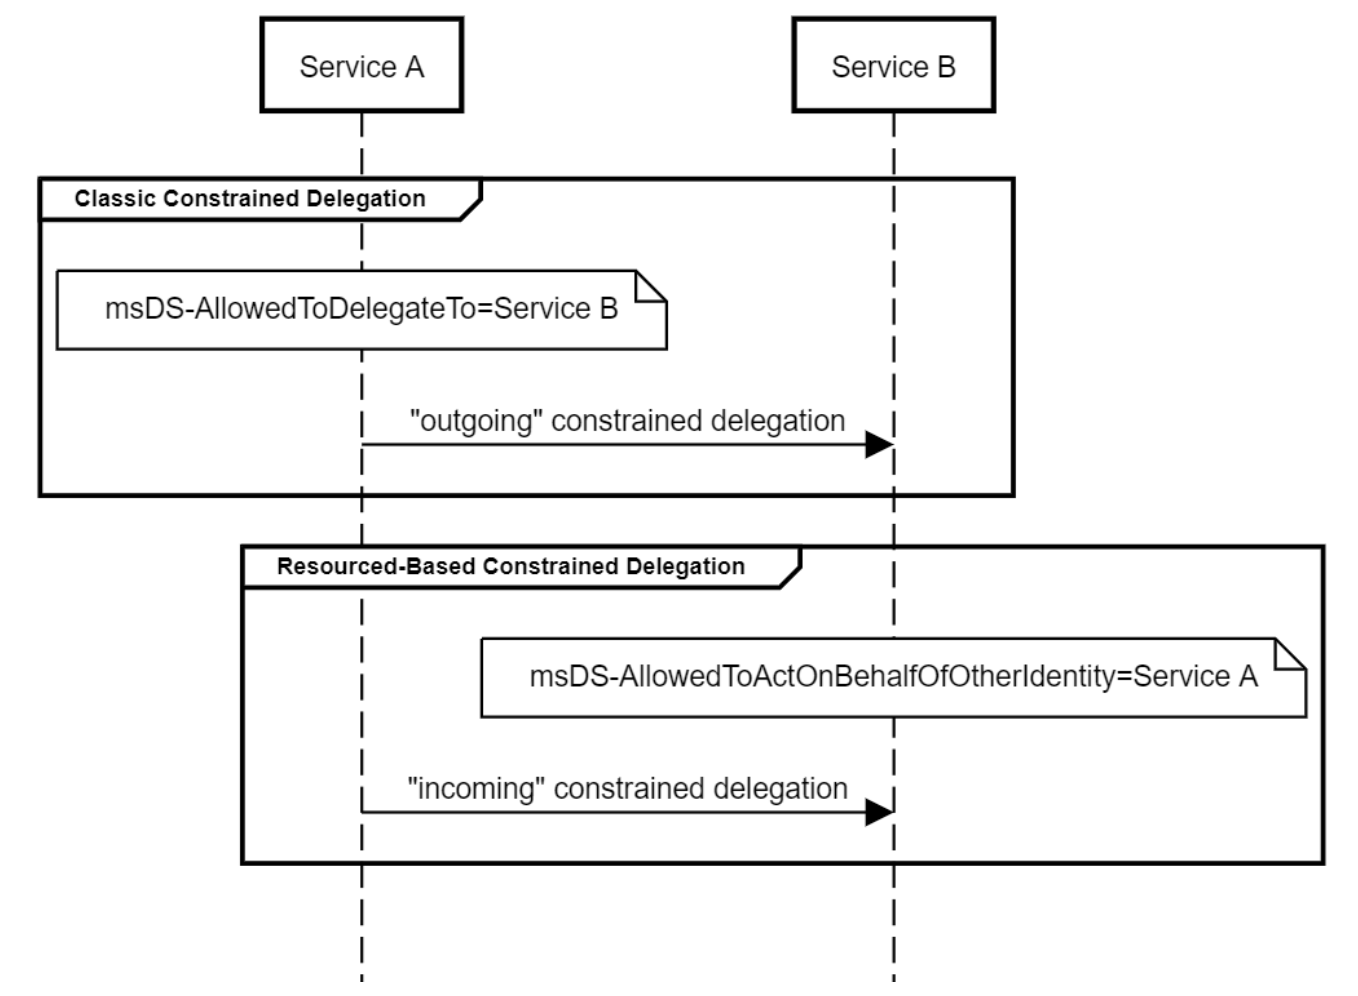 Service A
Service B
Classic Constrained Delegation
msDS-AllowedToDelegateTo=Service B
"outgoing" constrained delegation
Resourced-Based Constrained Delegation
msDS-AllowedToActOnBehalfOfOtherIdentity=Service A
"incoming" constrained delegation